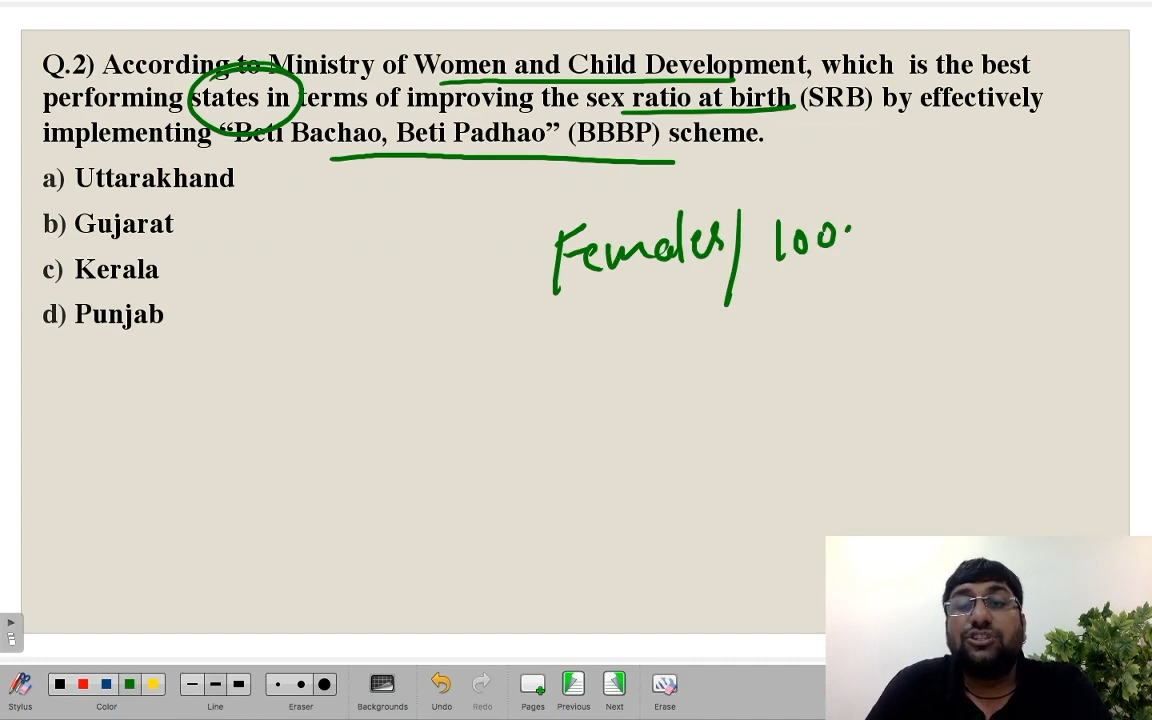 Q.2) According to Ministry of Women and Child Development, which is the best
performing states in terms of improving the sex ratio at birth (SRB) by effectively
implementing “Beti Bachao, Beti Padhao” (BBBP) scheme.
a) Uttarakhand
b) Gujarat
c) Kerala
d) Punjab
Females/ 100
Stylus
Color
Line
Eraser
Backgrounds
Undo
Redo
Pages
Previous
Next
Erase